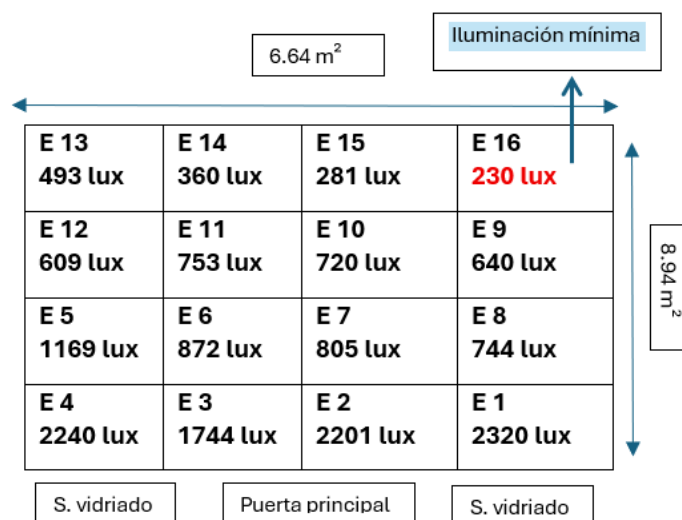 Iluminación mínima
6.64 m²
E 13
493 lux
E 14
360 lux
E 15
281 lux
E 16
230 lux
E 12
609 lux
E 11
753 lux
E 10
720 lux
E 9
640 lux
8.94 m²
E 5
1169 lux
E 6
872 lux
E 7
805 lux
E 8
744 lux
E 4
2240 lux
E 3
1744 lux
E 2
2201 lux
E 1
2320 lux
S. vidriado
Puerta principal
S. vidriado